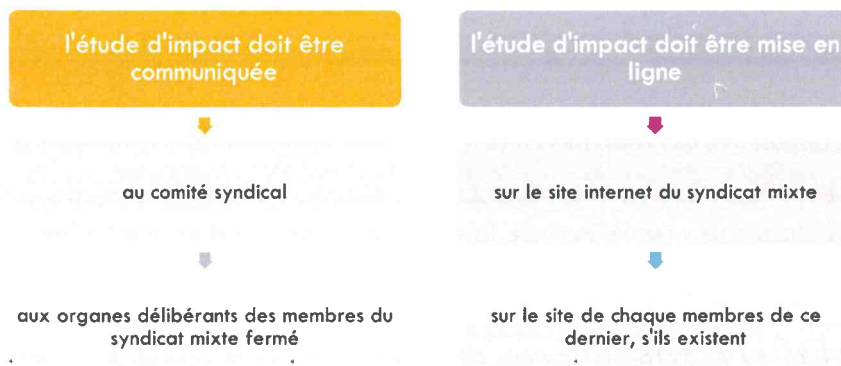 l'étude d'impact doit être
communiquée
au comité syndical
aux organes délibérants des membres du
syndicat mixte fermé
l'étude d'impact doit être mise en
ligne
sur le site internet du syndicat mixte
sur le site de chaque membres de ce
dernier, s'ils existent